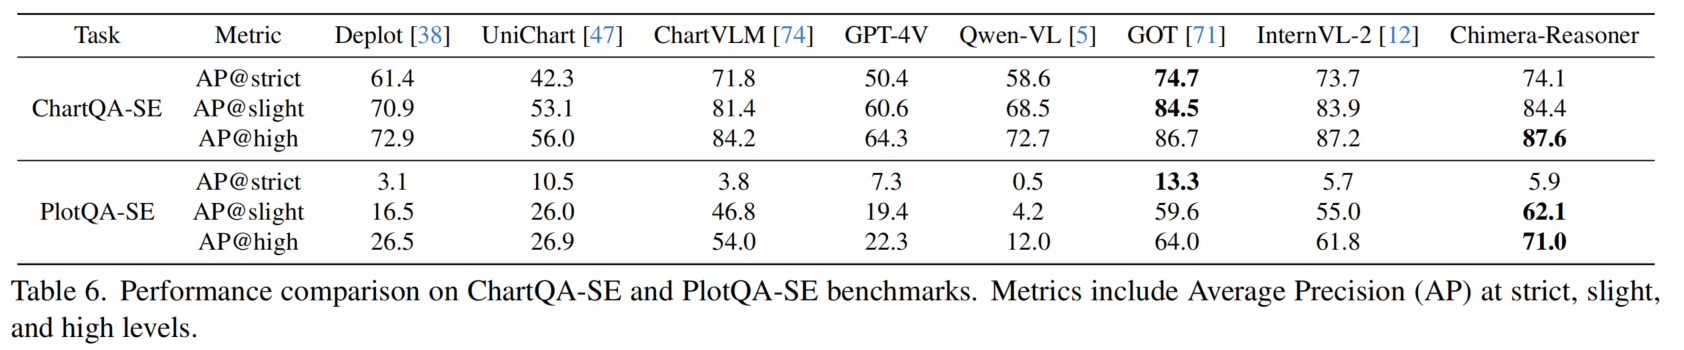 Task Metric Deplot [38] UniChart [47] ChartVLM [74] GPT-4V Qwen-VL [5] GOT [71] InternVL-2 [12] Chimera-Reasoner
AP@strict 61.4 42.3 71.8 50.4 58.6 74.7 73.7 74.1
ChartQA-SE AP@slight 70.9 53.1 81.4 60.6 68.5 84.5 83.9 84.4
AP@high 72.9 56.0 84.2 64.3 72.7 86.7 87.2 87.6
AP@strict 3.1 10.5 3.8 7.3 0.5 13.3 5.7 5.9
PlotQA-SE AP@slight 16.5 26.0 46.8 19.4 4.2 59.6 55.0 62.1
AP@high 26.5 26.9 54.0 22.3 12.0 64.0 61.8 71.0
Table 6. Performance comparison on ChartQA-SE and PlotQA-SE benchmarks. Metrics include Average Precision (AP) at strict, slight,
and high levels.